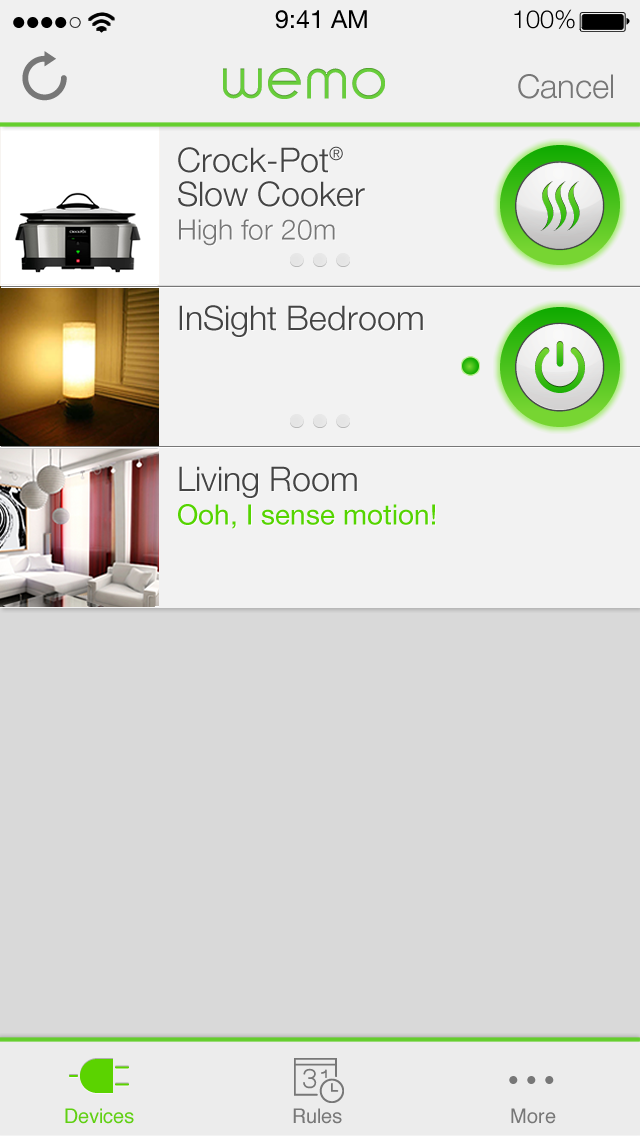 9:41 AM 100%
wemo Cancel
Crock-Pot®
Slow Cooker
High for 20m
InSight Bedroom
Living Room
Ooh, I sense motion!
31
Devices Rules More